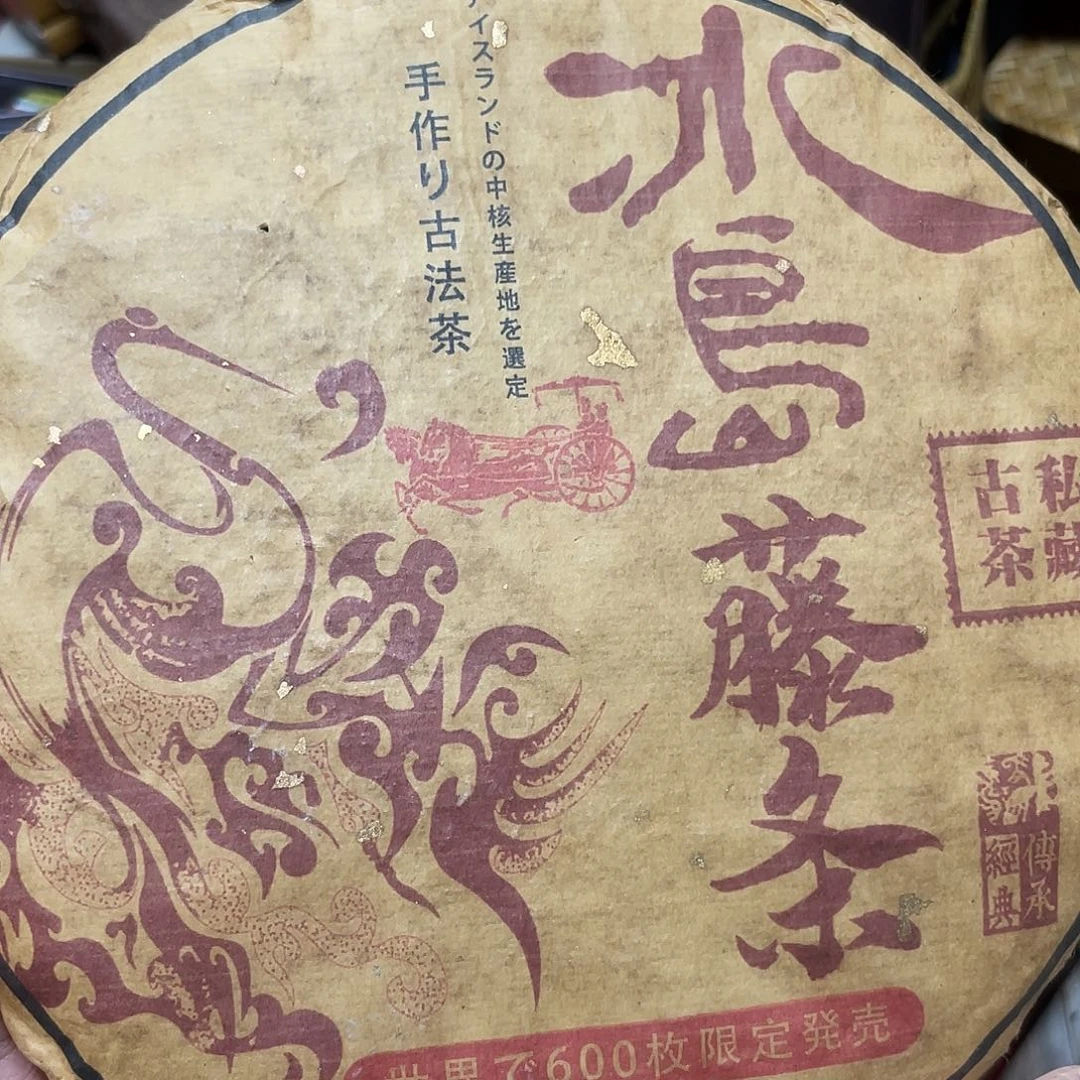 冰島藤条
アイスランドの中核生産地を選定
手作り古法茶
私藏
古茶
傳承
經典
世界で600枚限定発売